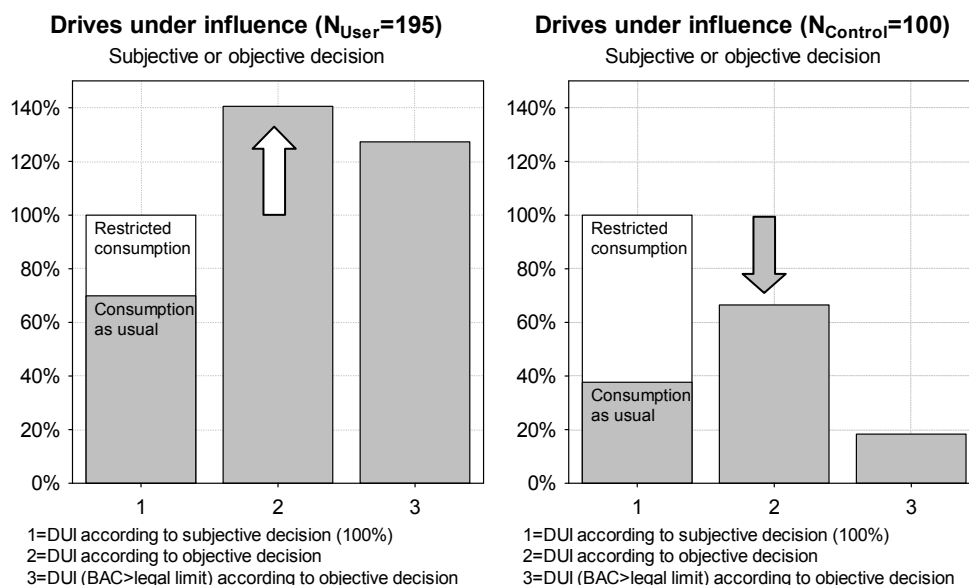 Drives under influence (N_User=195)
Subjective or objective decision
140%
120%
100%
80%
60%
40%
20%
0%
Restricted
consumption
Consumption
as usual
1 2 3
1=DUI according to subjective decision (100%)
2=DUI according to objective decision
3=DUI (BAC>legal limit) according to objective decision
Drives under influence (N_Control=100)
Subjective or objective decision
140%
120%
100%
80%
60%
40%
20%
0%
Restricted
consumption
Consumption
as usual
1 2 3
1=DUI according to subjective decision (100%)
2=DUI according to objective decision
3=DUI (BAC>legal limit) according to objective decision